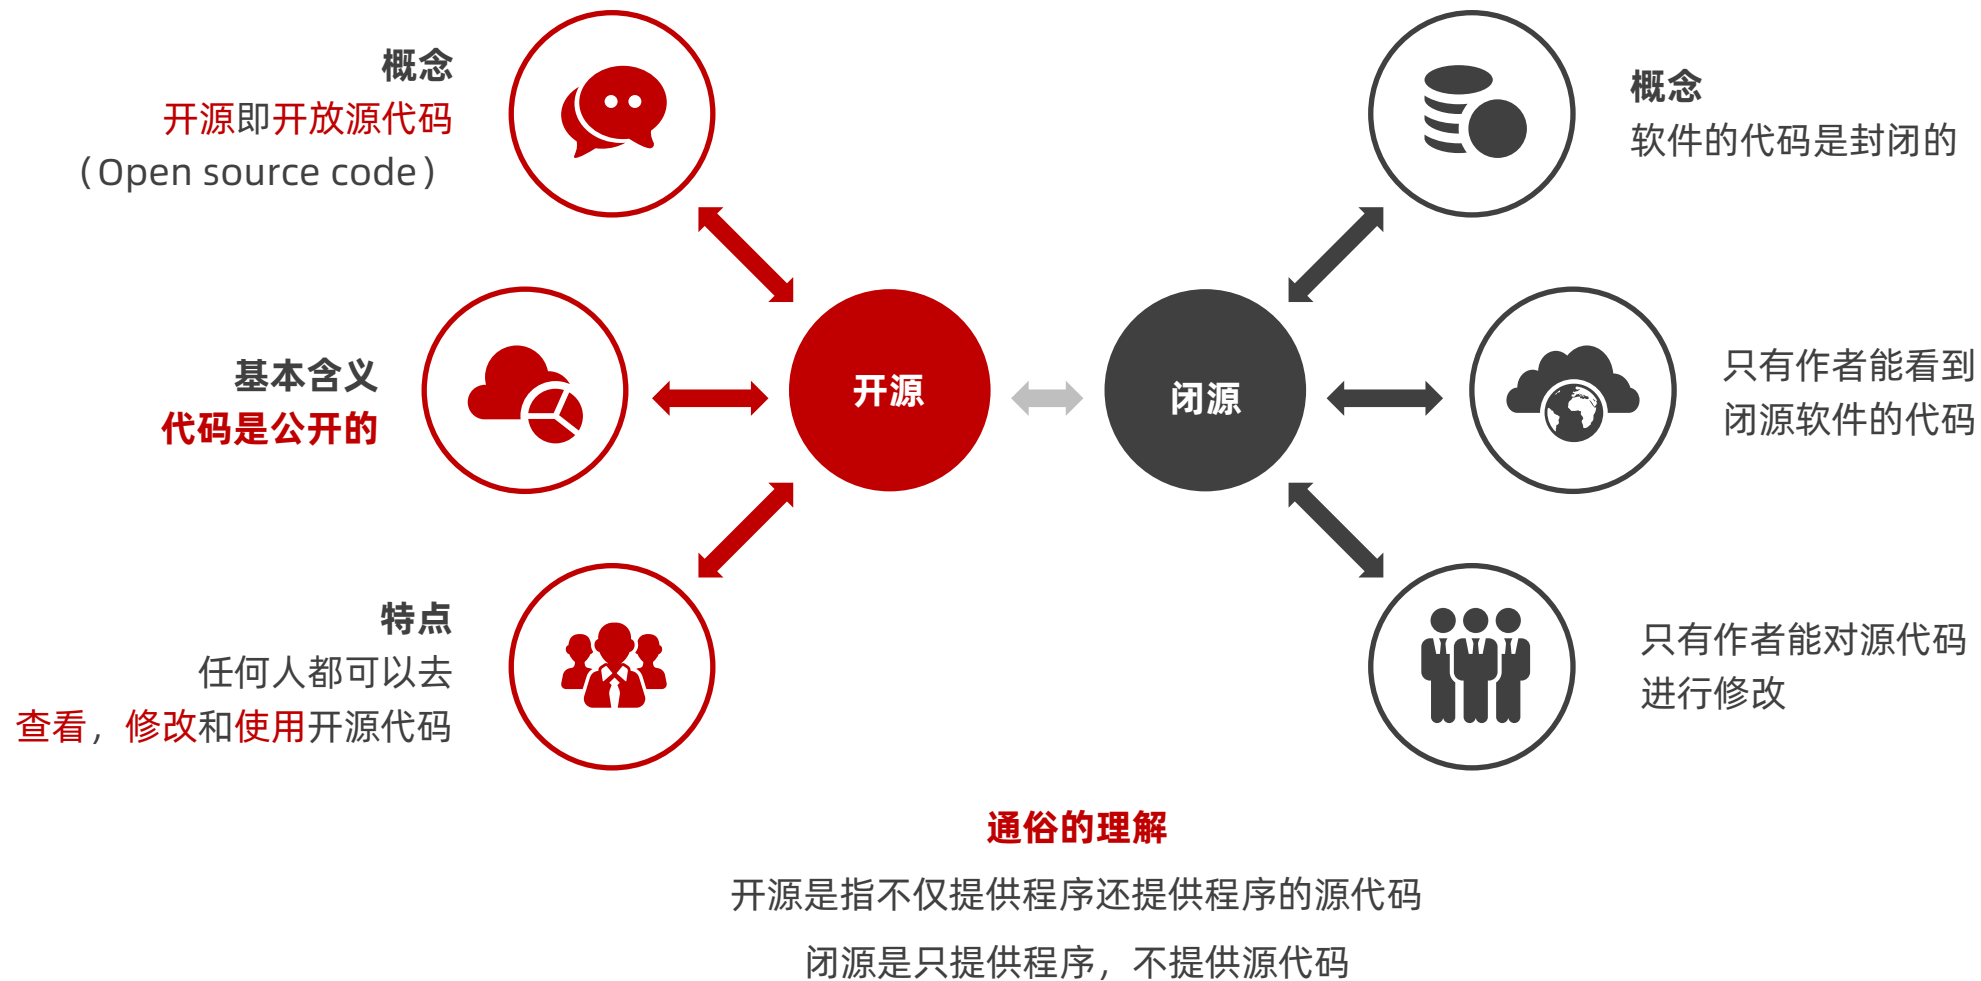 概念
开源即开放源代码
（Open source code）
基本含义
代码是公开的
特点
任何人都可以去
查看，修改和使用开源代码
开源
闭源
概念
软件的代码是封闭的
只有作者能看到
闭源软件的代码
只有作者能对源代码
进行修改
通俗的理解
开源是指不仅提供程序还提供程序的源代码
闭源是只提供程序，不提供源代码